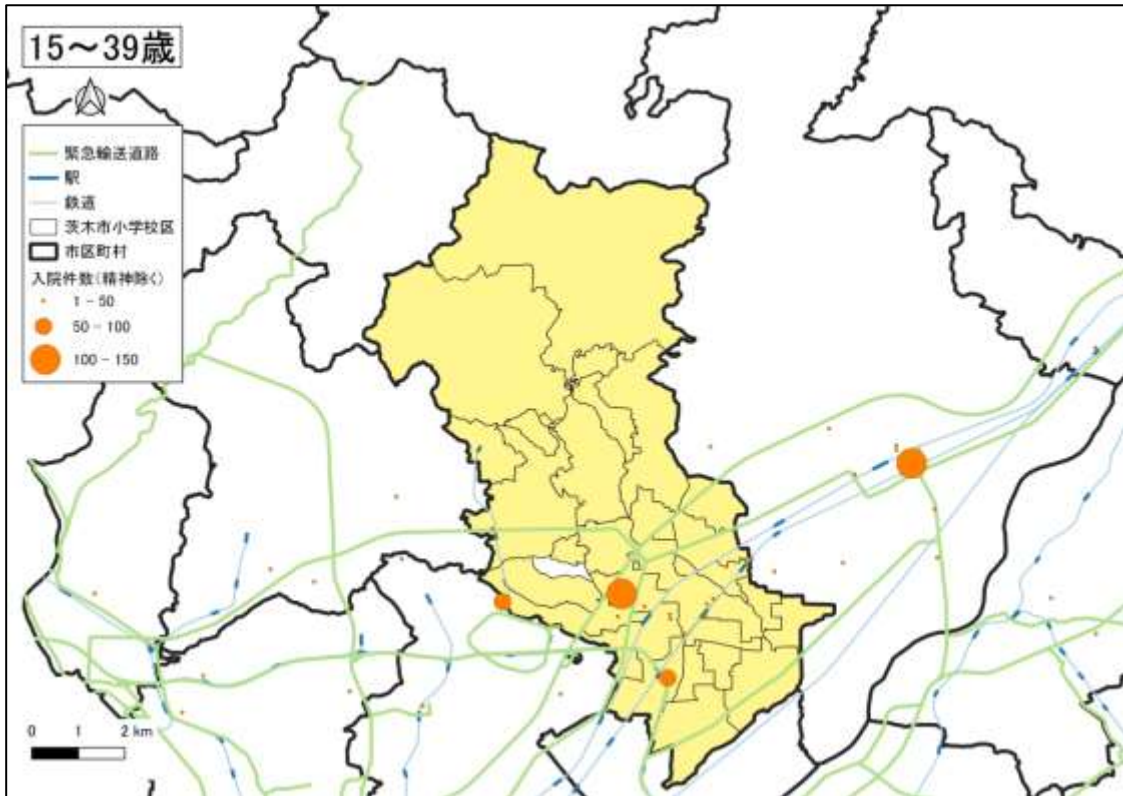 15～39歳
緊急輸送道路
駅
鉄道
茨木市小学校区
市区町村
入院件数(精神除く)
1 - 50
50 - 100
100 - 150
0 1 2 km